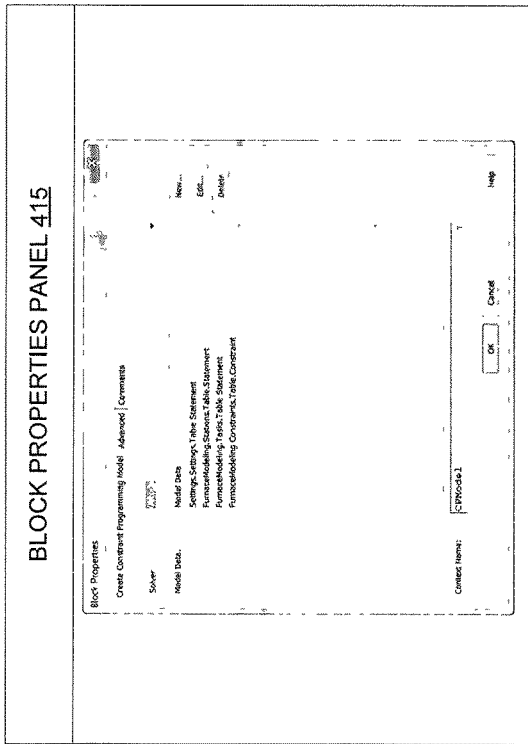 BLOCK PROPERTIES PANEL 415
Block Properties
Create Constraint Programming Model Advanced Comments
Solver
Model Data.
Model Data
Settings.Settings.Table Statement
FurnaceModeling.Stations.Table.Statement
FurnaceModeling.Tasks.Table Statement
FurnaceModeling Constraints.Table.Constraint
New...
Edit...
Delete
Context Name:
CPModel
OK
Cancel
Help